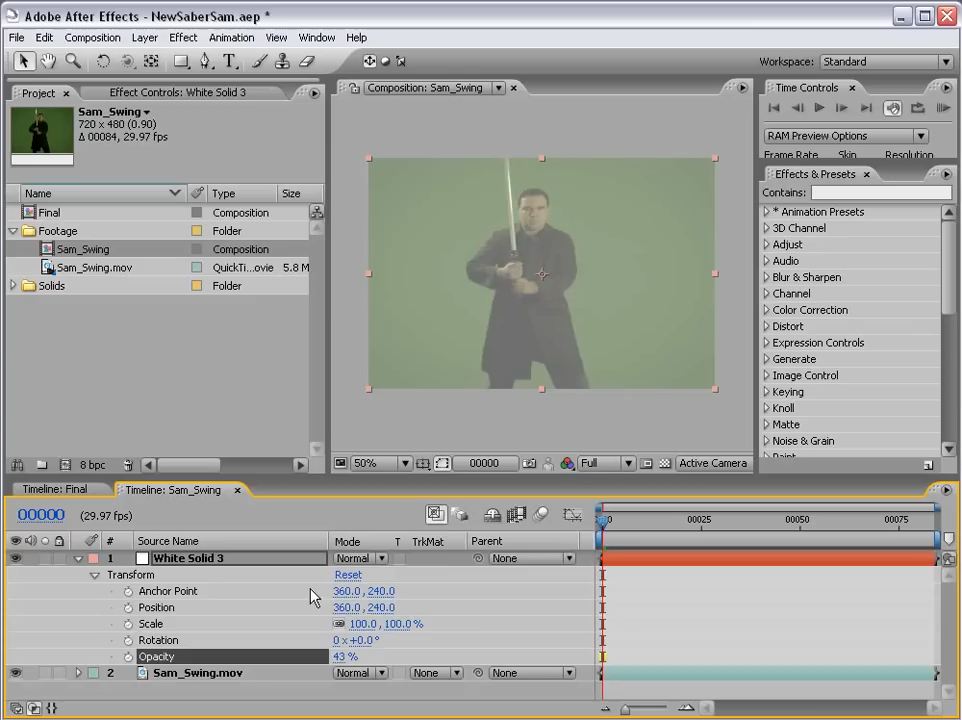 Adobe After Effects - NewSaberSam.aep *
File Edit Composition Layer Effect Animation View Window Help
Workspace: Standard
Project Effect Controls: White Solid 3
Sam_Swing
720 x 480 (0.90)
Δ 00084, 29.97 fps
Name Type Size
Final Composition
Footage Folder
Sam_Swing Composition
Sam_Swing.mov QuickTi...ovie 5.8 M
Solids Folder
8 bpc
Composition: Sam_Swing
50% 00000 Full Active Camera
Time Controls
RAM Preview Options
Frame Rate Skip Resolution
Effects & Presets
Contains:
* Animation Presets
3D Channel
Adjust
Audio
Blur & Sharpen
Channel
Color Correction
Distort
Expression Controls
Generate
Image Control
Keying
Knoll
Matte
Noise & Grain
Paint
Timeline: Final Timeline: Sam_Swing
00000 (29.97 fps)
00025 00050 00075
# Source Name Mode T TrkMat Parent
1 White Solid 3 Normal None
Transform Reset
Anchor Point 360.0, 240.0
Position 360.0, 240.0
Scale 100.0, 100.0 %
Rotation 0 x +0.0 °
Opacity 43 %
2 Sam_Swing.mov Normal None None